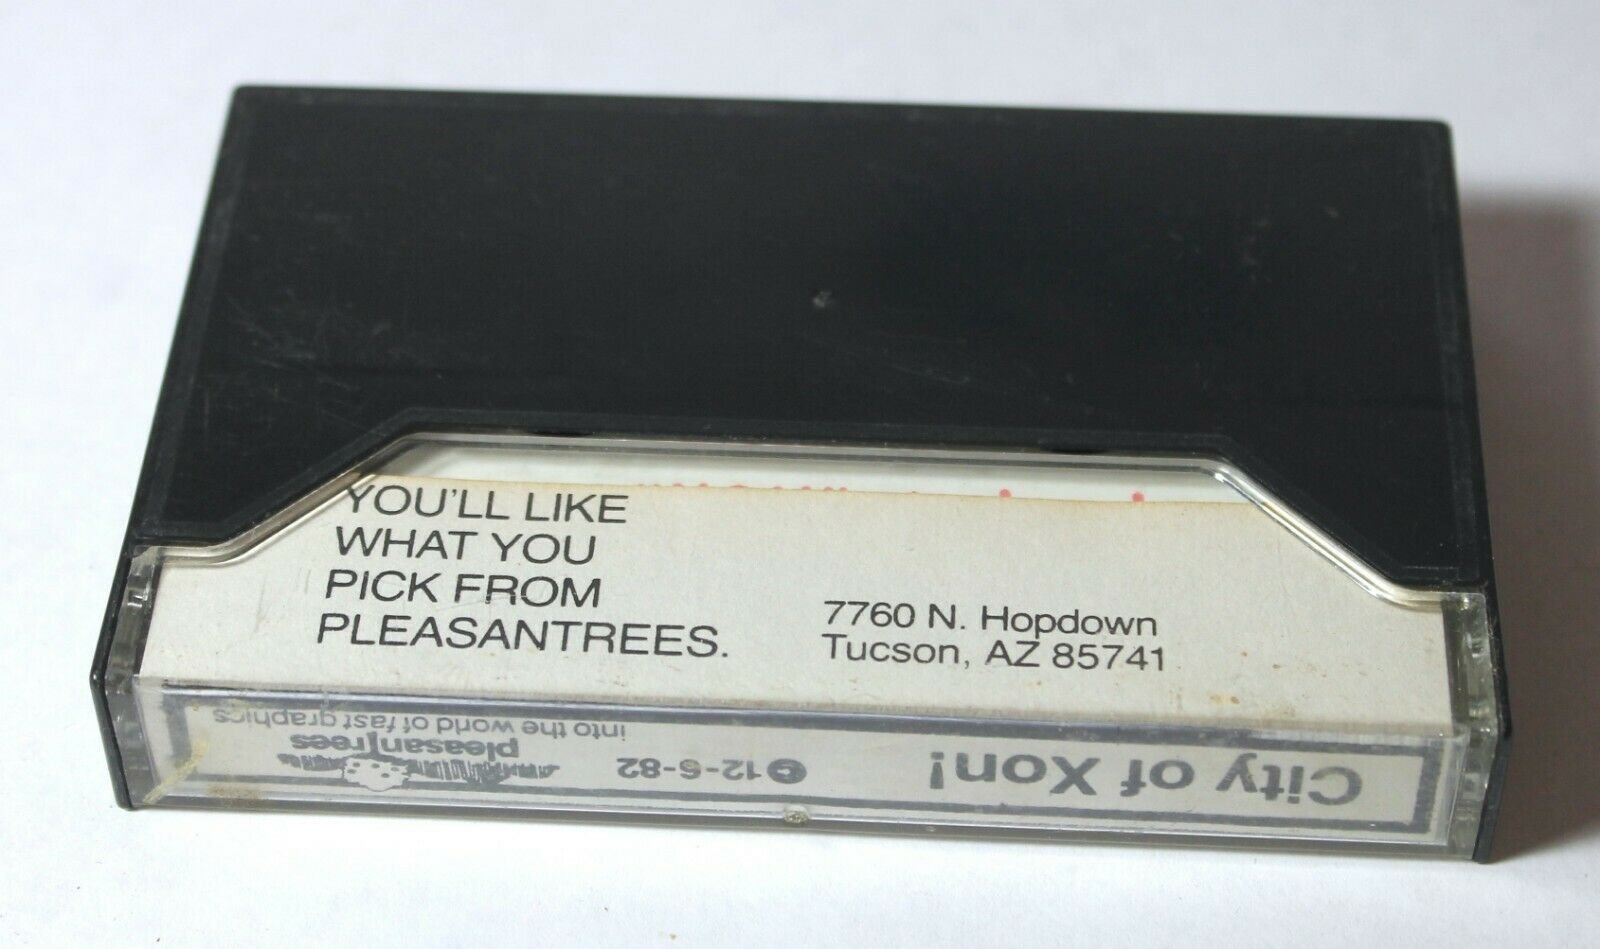 YOU'LL LIKE
WHAT YOU
PICK FROM
PLEASANTREES.
7760 N. Hopdown
Tucson, AZ 85741
City of Xon!
©12-6-82
pleasanTrees
into the world of fast graphics